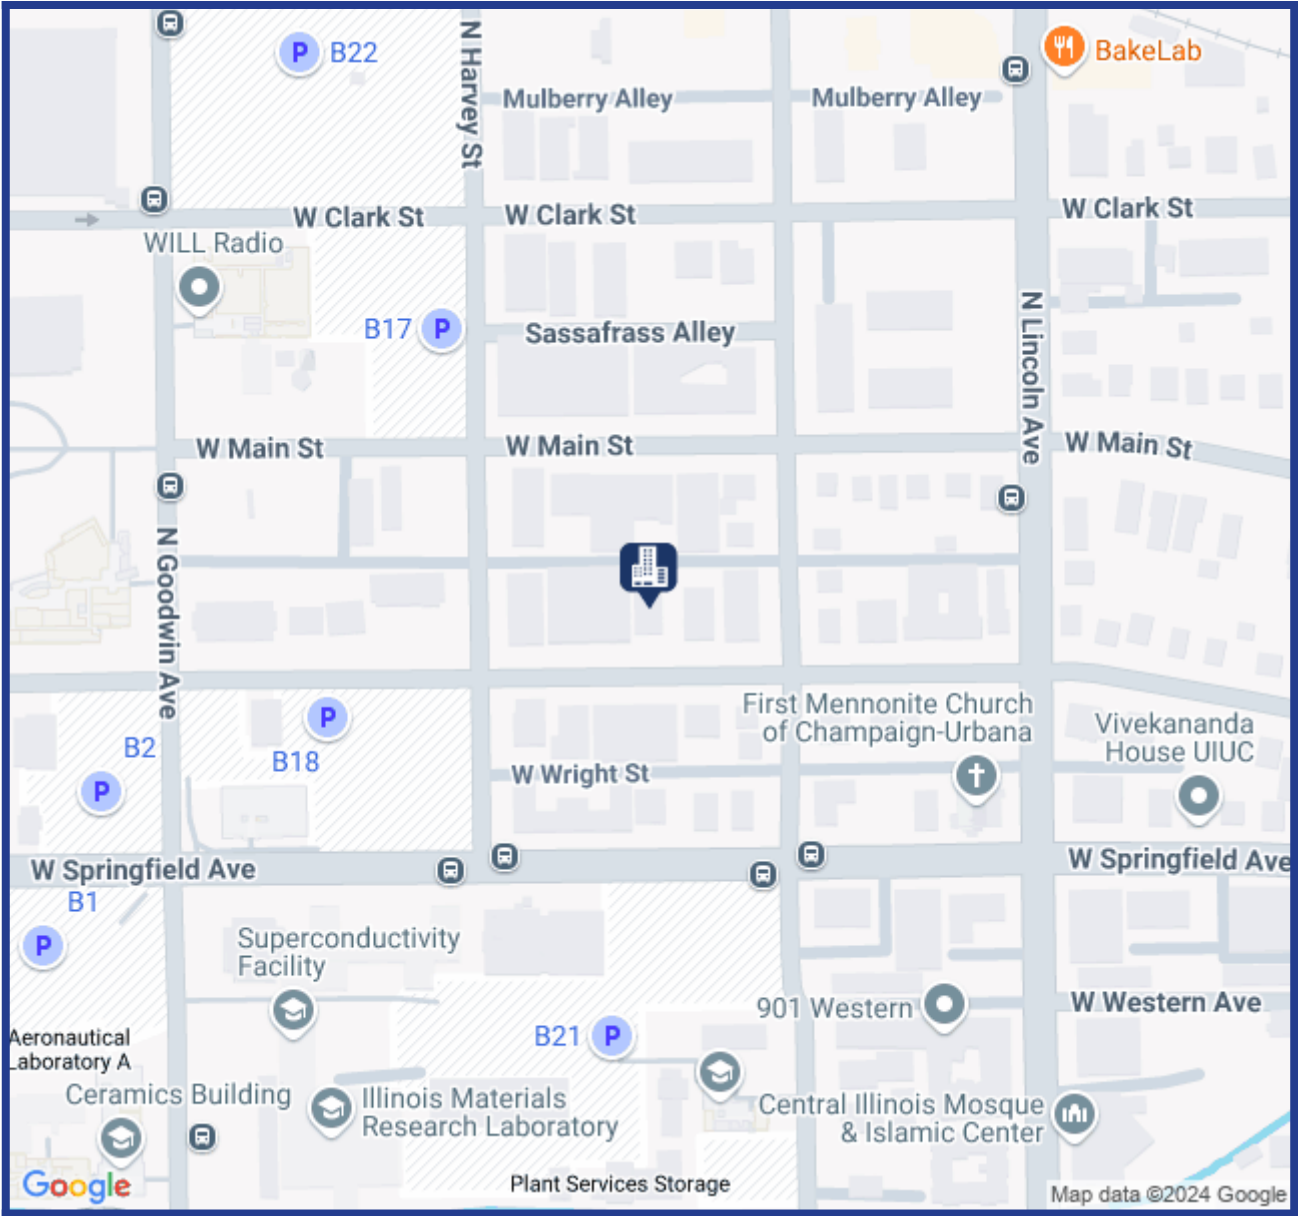 P B22
N Harvey St
BakeLab
Mulberry Alley
Mulberry Alley
W Clark St
W Clark St
W Clark St
WILL Radio
B17 P
Sassafrass Alley
N Lincoln Ave
W Main St
W Main St
W Main St
N Goodwin Ave
First Mennonite Church
of Champaign-Urbana
Vivekananda
House UIUC
P
B18
B2
P
W Wright St
W Springfield Ave
W Springfield Ave
B1
P
Superconductivity
Facility
901 Western
W Western Ave
Aeronautical
Laboratory A
B21 P
Ceramics Building
Illinois Materials
Research Laboratory
Central Illinois Mosque
& Islamic Center
Plant Services Storage
Google
Map data ©2024 Google